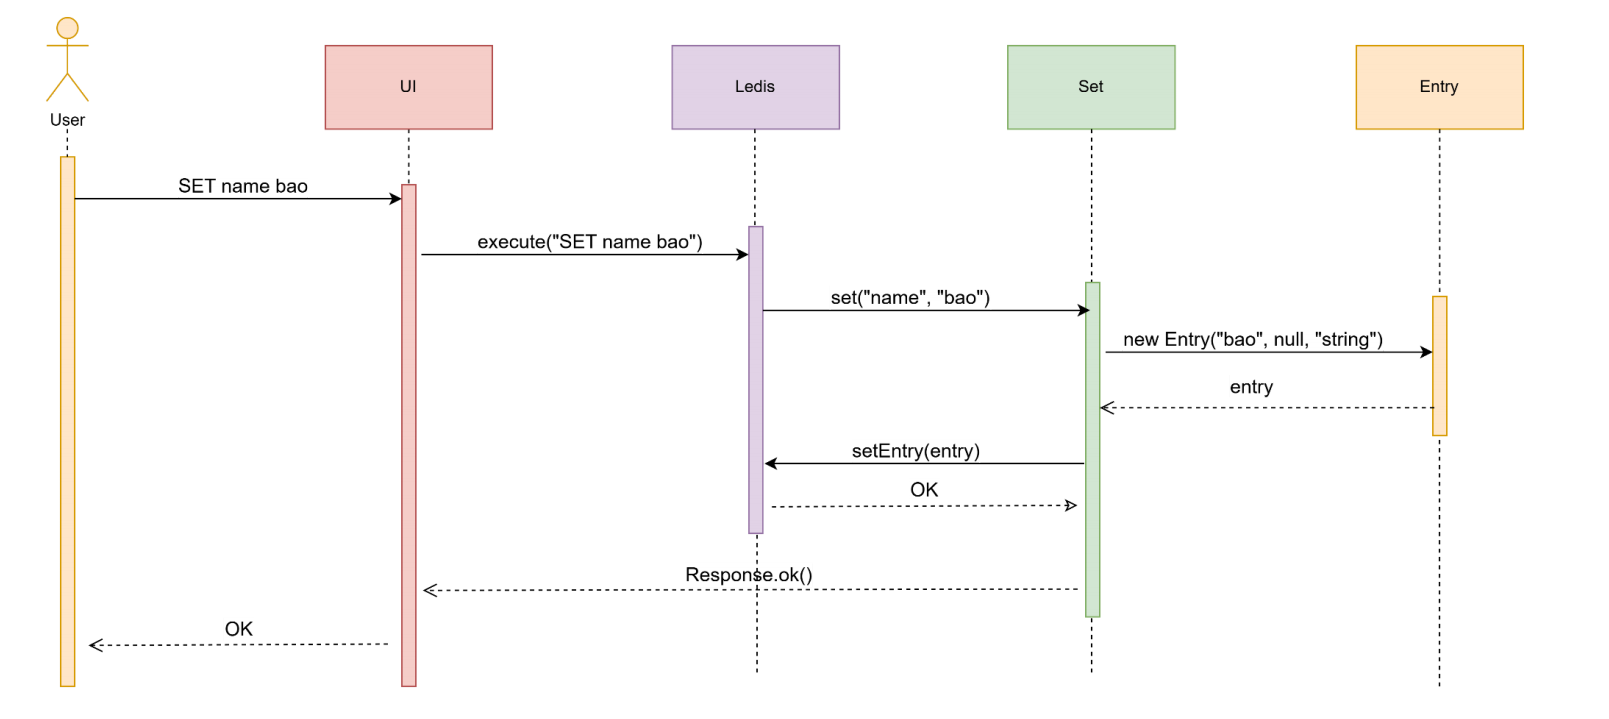 User
UI
Ledis
Set
Entry
SET name bao
execute("SET name bao")
set("name", "bao")
new Entry("bao", null, "string")
entry
setEntry(entry)
OK
Response.ok()
OK